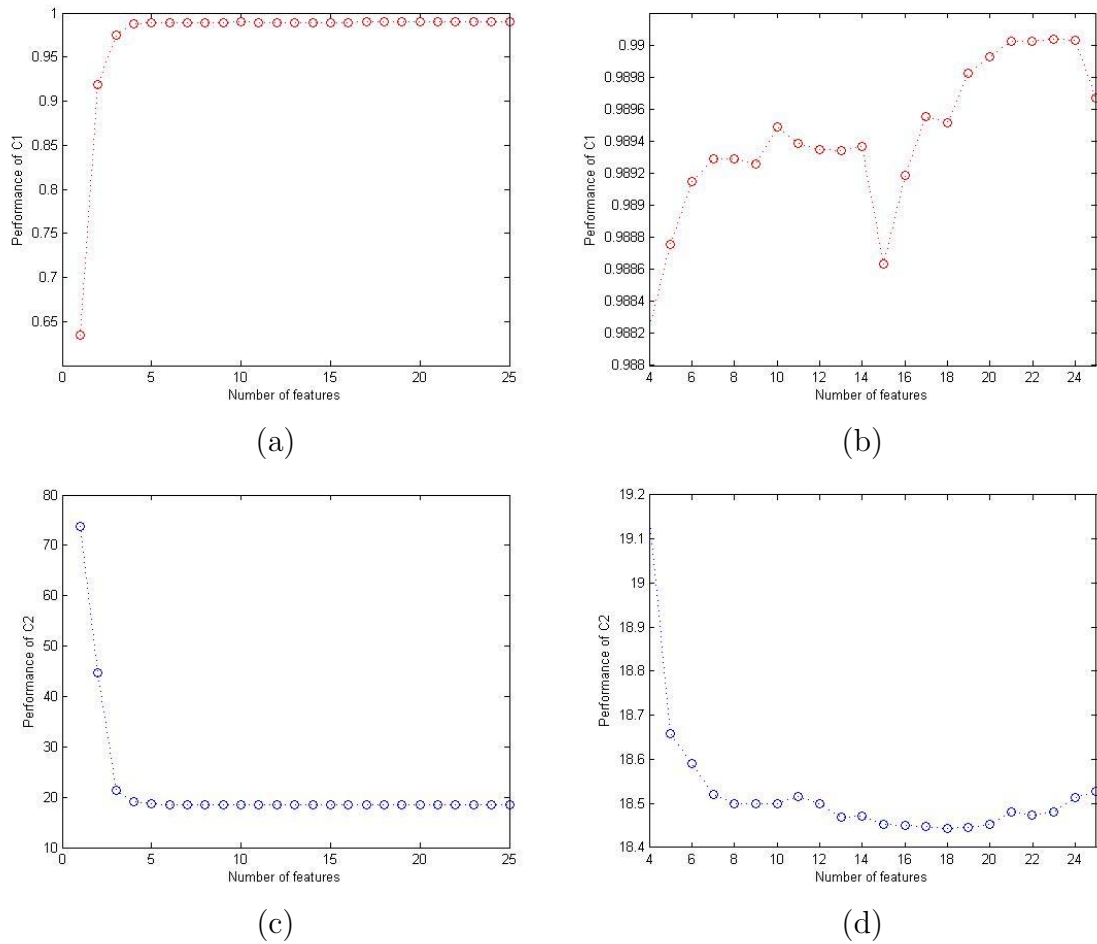 1
0.95
0.9
0.85
0.8
0.75
0.7
0.65
Performance of C1
0 5 10 15 20 25
Number of features
(a)
0.99
0.9898
0.9896
0.9894
0.9892
0.989
0.9888
0.9886
0.9884
0.9882
0.988
Performance of C1
4 6 8 10 12 14 16 18 20 22 24
Number of features
(b)
80
70
60
50
40
30
20
10
Performance of C2
0 5 10 15 20 25
Number of features
(c)
19.2
19.1
19
18.9
18.8
18.7
18.6
18.5
18.4
Performance of C2
4 6 8 10 12 14 16 18 20 22 24
Number of features
(d)